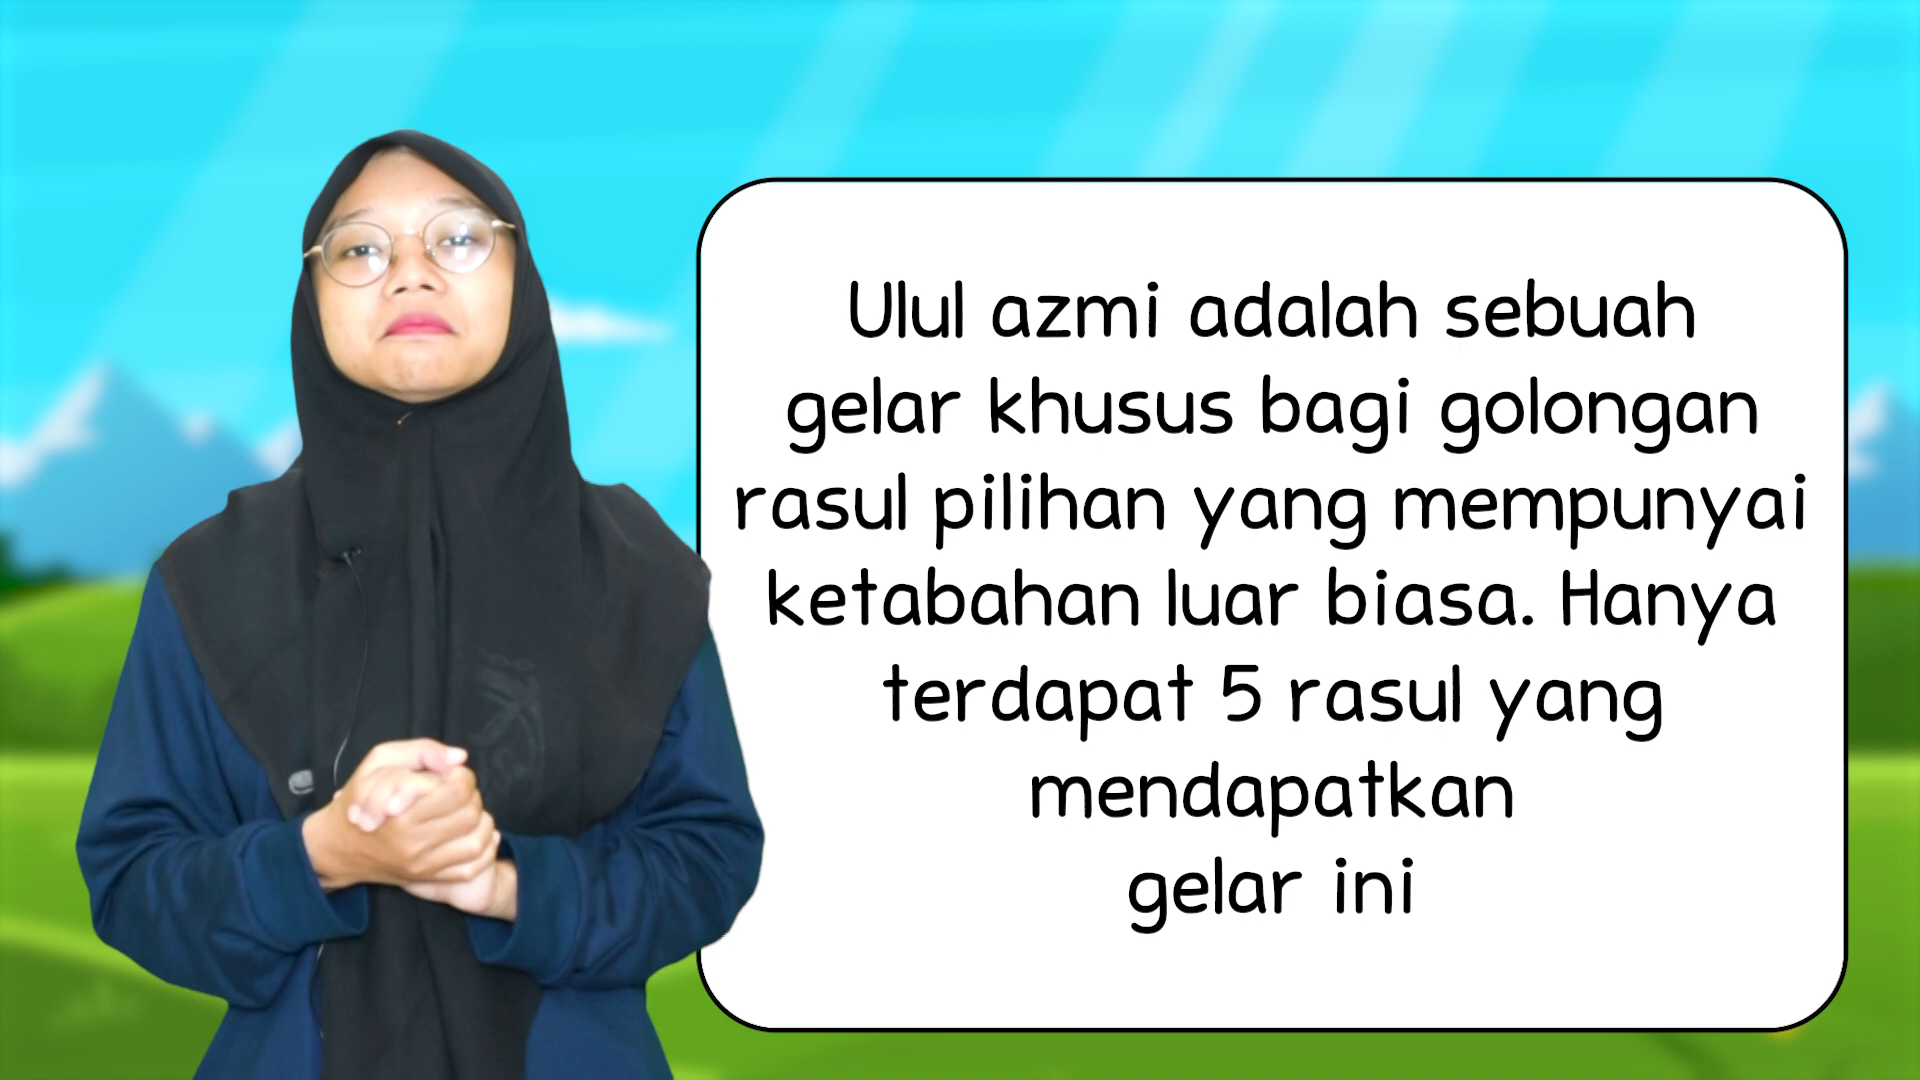 Ulul azmi adalah sebuah
gelar khusus bagi golongan
rasul pilihan yang mempunyai
ketabahan luar biasa. Hanya
terdapat 5 rasul yang
mendapatkan
gelar ini